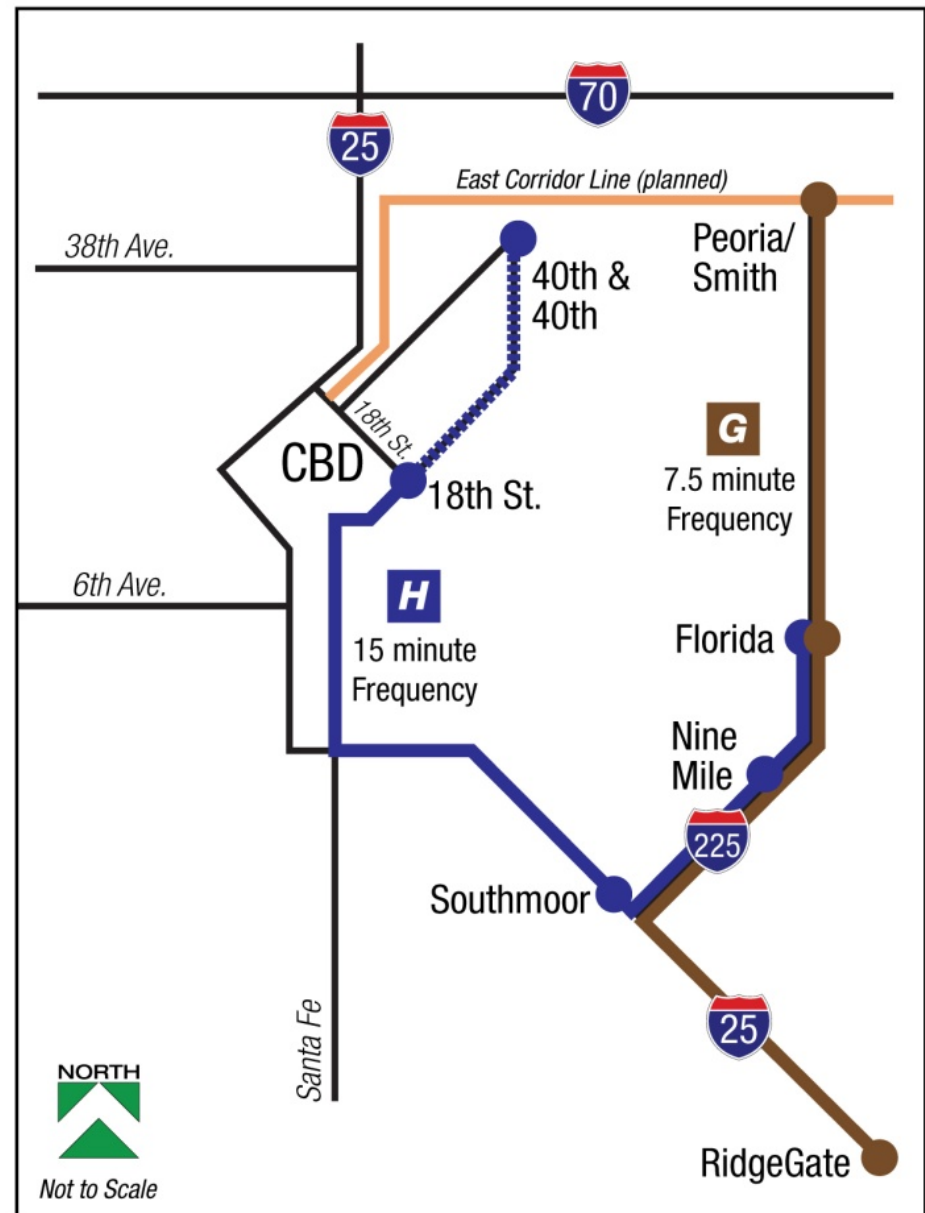 70
25
East Corridor Line (planned)
38th Ave.
Peoria/
Smith
40th &
40th
18th St.
CBD
18th St.
G
7.5 minute
Frequency
6th Ave.
H
15 minute
Frequency
Florida
Nine
Mile
225
Southmoor
25
Santa Fe
NORTH
Not to Scale
RidgeGate